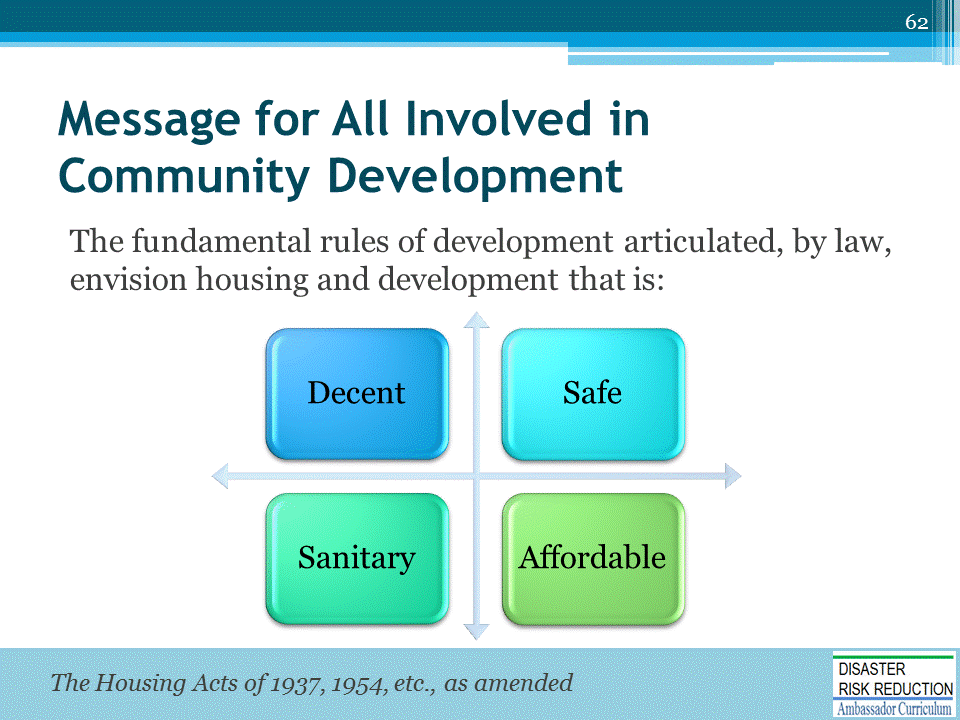 62
Message for All Involved in
Community Development
The fundamental rules of development articulated, by law,
envision housing and development that is:
Decent
Safe
Sanitary
Affordable
The Housing Acts of 1937, 1954, etc., as amended
DISASTER
RISK REDUCTION
Ambassador Curriculum